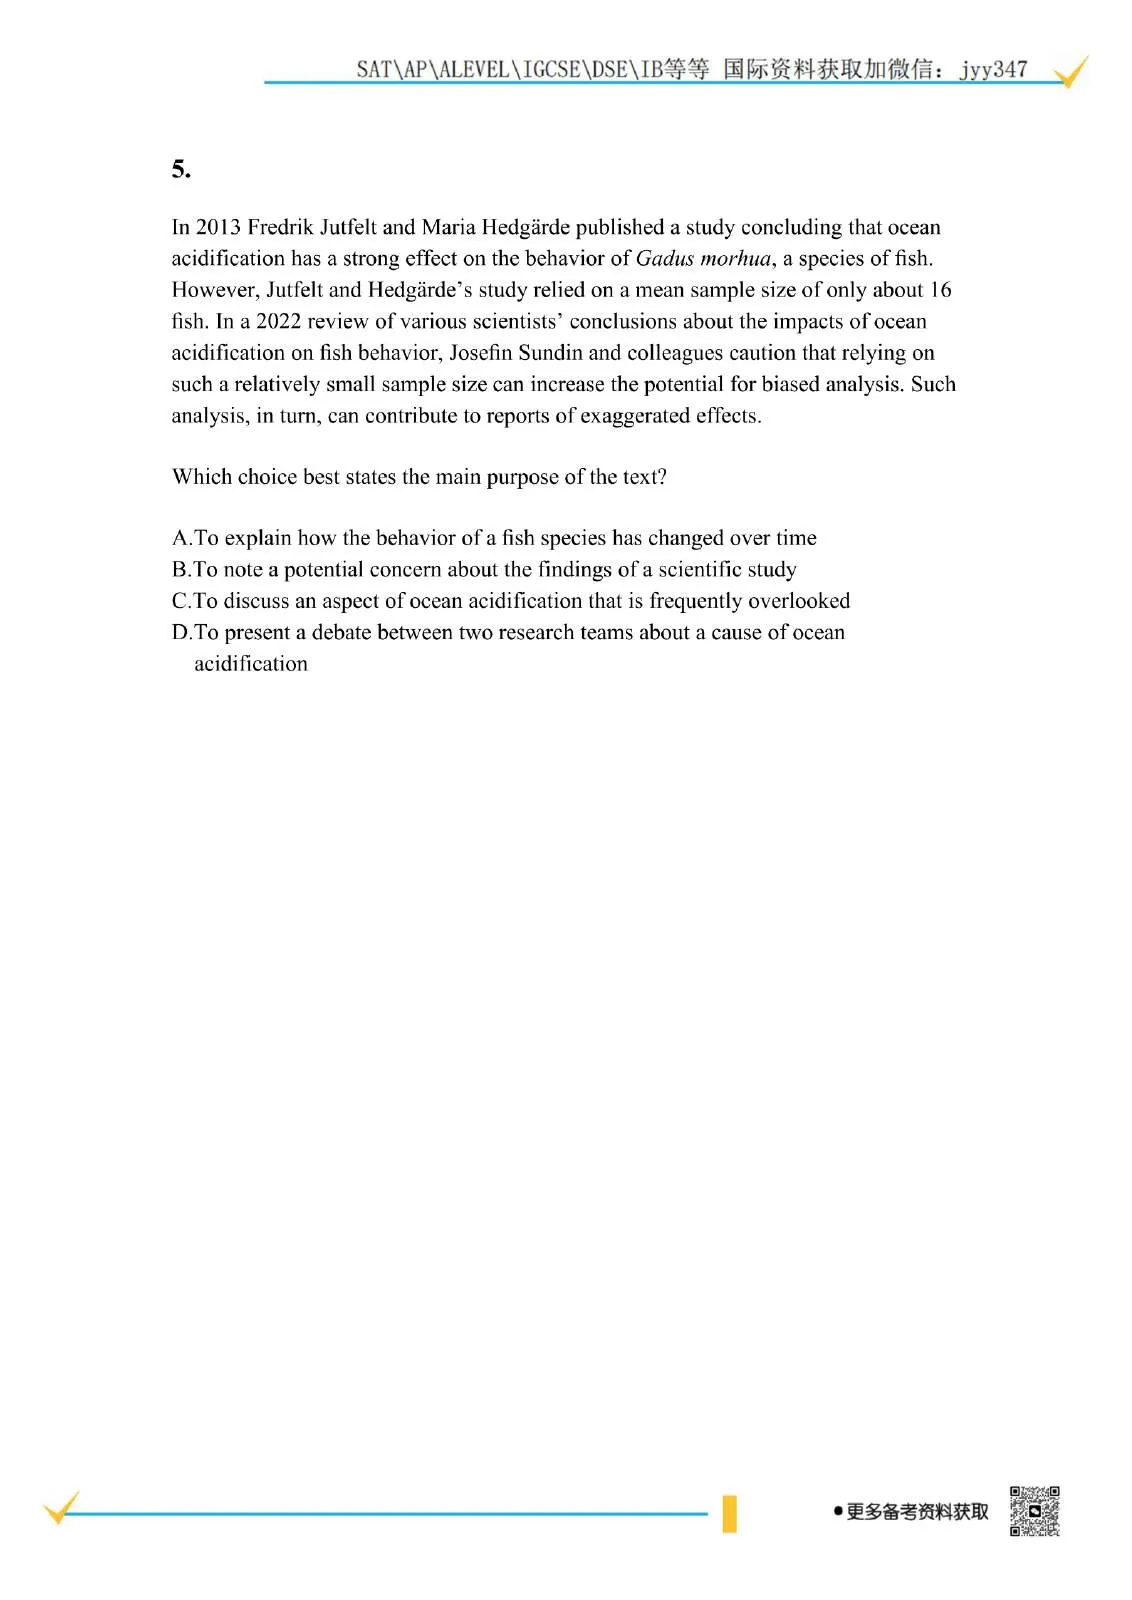 SAT\AP\ALEVEL\IGCSE\DSE\IB等等 国际资料获取加微信：jyy347
5.
In 2013 Fredrik Jutfelt and Maria Hedgärde published a study concluding that ocean
acidification has a strong effect on the behavior of Gadus morhua, a species of fish.
However, Jutfelt and Hedgärde’s study relied on a mean sample size of only about 16
fish. In a 2022 review of various scientists’ conclusions about the impacts of ocean
acidification on fish behavior, Josefin Sundin and colleagues caution that relying on
such a relatively small sample size can increase the potential for biased analysis. Such
analysis, in turn, can contribute to reports of exaggerated effects.
Which choice best states the main purpose of the text?
A.To explain how the behavior of a fish species has changed over time
B.To note a potential concern about the findings of a scientific study
C.To discuss an aspect of ocean acidification that is frequently overlooked
D.To present a debate between two research teams about a cause of ocean
acidification
•更多备考资料获取